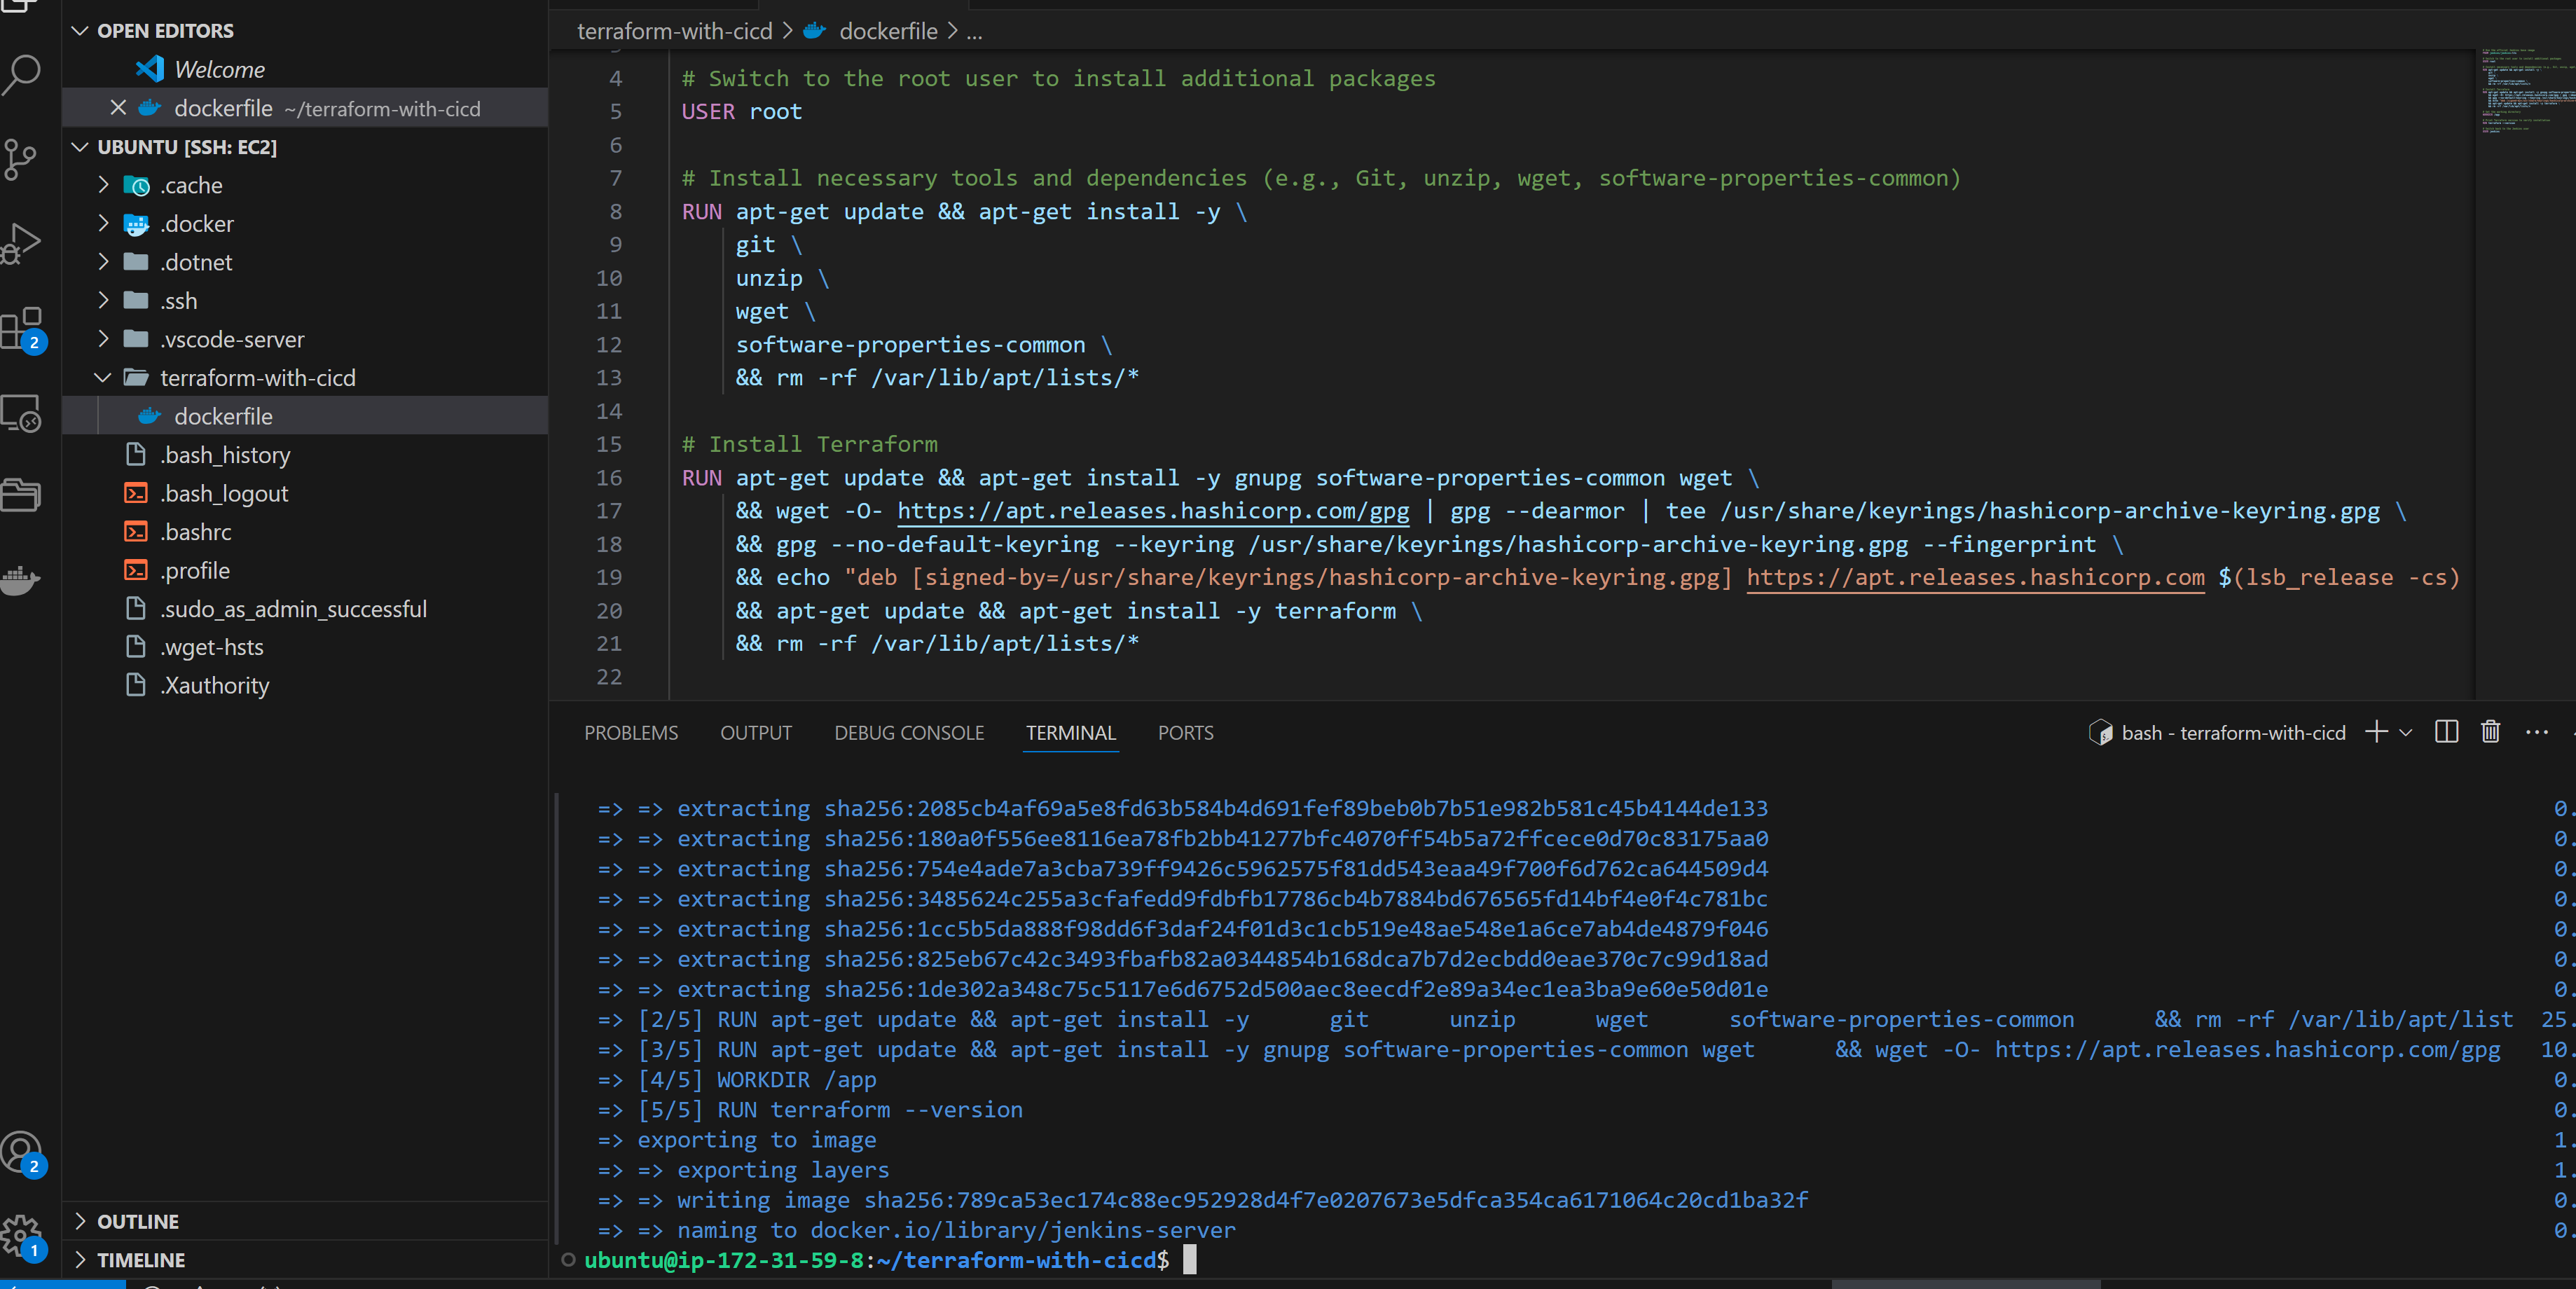 OPEN EDITORS
Welcome
dockerfile ~/terraform-with-cicd
UBUNTU [SSH: EC2]
.cache
.docker
.dotnet
.ssh
.vscode-server
terraform-with-cicd
dockerfile
.bash_history
.bash_logout
.bashrc
.profile
.sudo_as_admin_successful
.wget-hsts
.Xauthority
OUTLINE
TIMELINE
2
2
1
terraform-with-cicd > dockerfile > ...
4 # Switch to the root user to install additional packages
5 USER root
6
7 # Install necessary tools and dependencies (e.g., Git, unzip, wget, software-properties-common)
8 RUN apt-get update && apt-get install -y \
9 git \
10 unzip \
11 wget \
12 software-properties-common \
13 && rm -rf /var/lib/apt/lists/*
14
15 # Install Terraform
16 RUN apt-get update && apt-get install -y gnupg software-properties-common wget \
17 && wget -O- https://apt.releases.hashicorp.com/gpg | gpg --dearmor | tee /usr/share/keyrings/hashicorp-archive-keyring.gpg \
18 && gpg --no-default-keyring --keyring /usr/share/keyrings/hashicorp-archive-keyring.gpg --fingerprint \
19 && echo "deb [signed-by=/usr/share/keyrings/hashicorp-archive-keyring.gpg] https://apt.releases.hashicorp.com $(lsb_release -cs)
20 && apt-get update && apt-get install -y terraform \
21 && rm -rf /var/lib/apt/lists/*
22
PROBLEMS OUTPUT DEBUG CONSOLE TERMINAL PORTS bash - terraform-with-cicd
=> => extracting sha256:2085cb4af69a5e8fd63b584b4d691fef89beb0b7b51e982b581c45b4144de133 0.
=> => extracting sha256:180a0f556ee8116ea78fb2bb41277bfc4070ff54b5a72ffcece0d70c83175aa0 0.
=> => extracting sha256:754e4ade7a3cba739ff9426c5962575f81dd543eaa49f700f6d762ca644509d4 0.
=> => extracting sha256:3485624c255a3cfafedd9fdbfb17786cb4b7884bd676565fd14bf4e0f4c781bc 0.
=> => extracting sha256:1cc5b5da888f98dd6f3daf24f01d3c1cb519e48ae548e1a6ce7ab4de4879f046 0.
=> => extracting sha256:825eb67c42c3493fbafb82a0344854b168dca7b7d2ecbdd0eae370c7c99d18ad 0.
=> => extracting sha256:1de302a348c75c5117e6d6752d500aec8eecdf2e89a34ec1ea3ba9e60e50d01e 0.
=> [2/5] RUN apt-get update && apt-get install -y git unzip wget software-properties-common && rm -rf /var/lib/apt/list 25.
=> [3/5] RUN apt-get update && apt-get install -y gnupg software-properties-common wget && wget -O- https://apt.releases.hashicorp.com/gpg 10.
=> [4/5] WORKDIR /app 0.
=> [5/5] RUN terraform --version 0.
=> exporting to image 1.
=> => exporting layers 1.
=> => writing image sha256:789ca53ec174c88ec952928d4f7e0207673e5dfca354ca6171064c20cd1ba32f 0.
=> => naming to docker.io/library/jenkins-server 0.
ubuntu@ip-172-31-59-8:~/terraform-with-cicd$